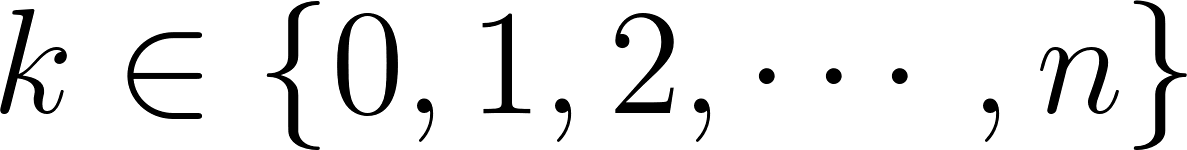 k ∈ {0, 1, 2, · · · , n}